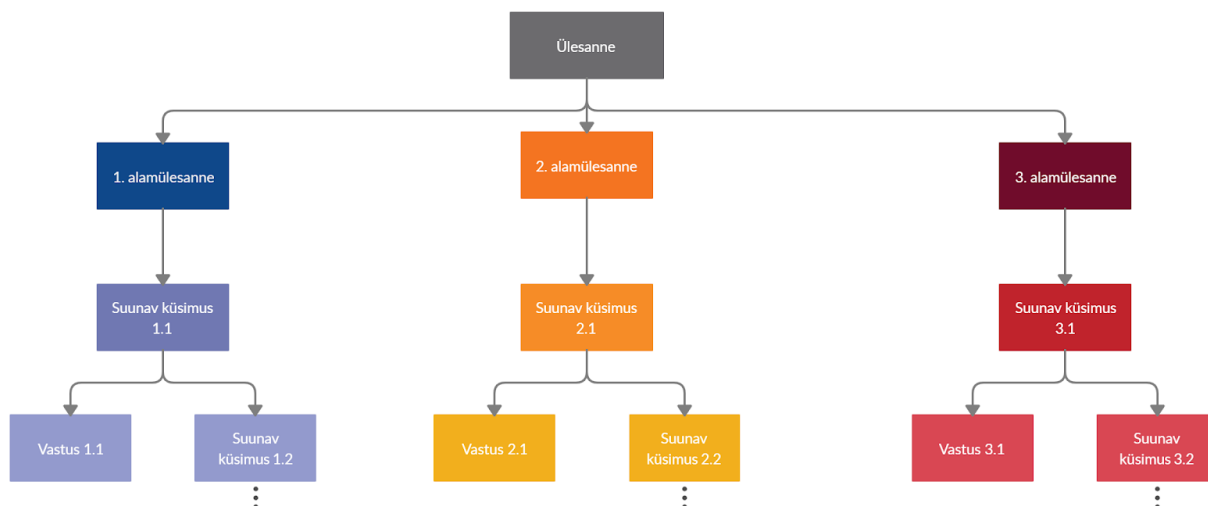 Ülesanne
1. alamülesanne
2. alamülesanne
3. alamülesanne
Suunav küsimus
1.1
Suunav küsimus
2.1
Suunav küsimus
3.1
Vastus 1.1
Suunav
küsimus 1.2
Vastus 2.1
Suunav
küsimus 2.2
Vastus 3.1
Suunav
küsimus 3.2